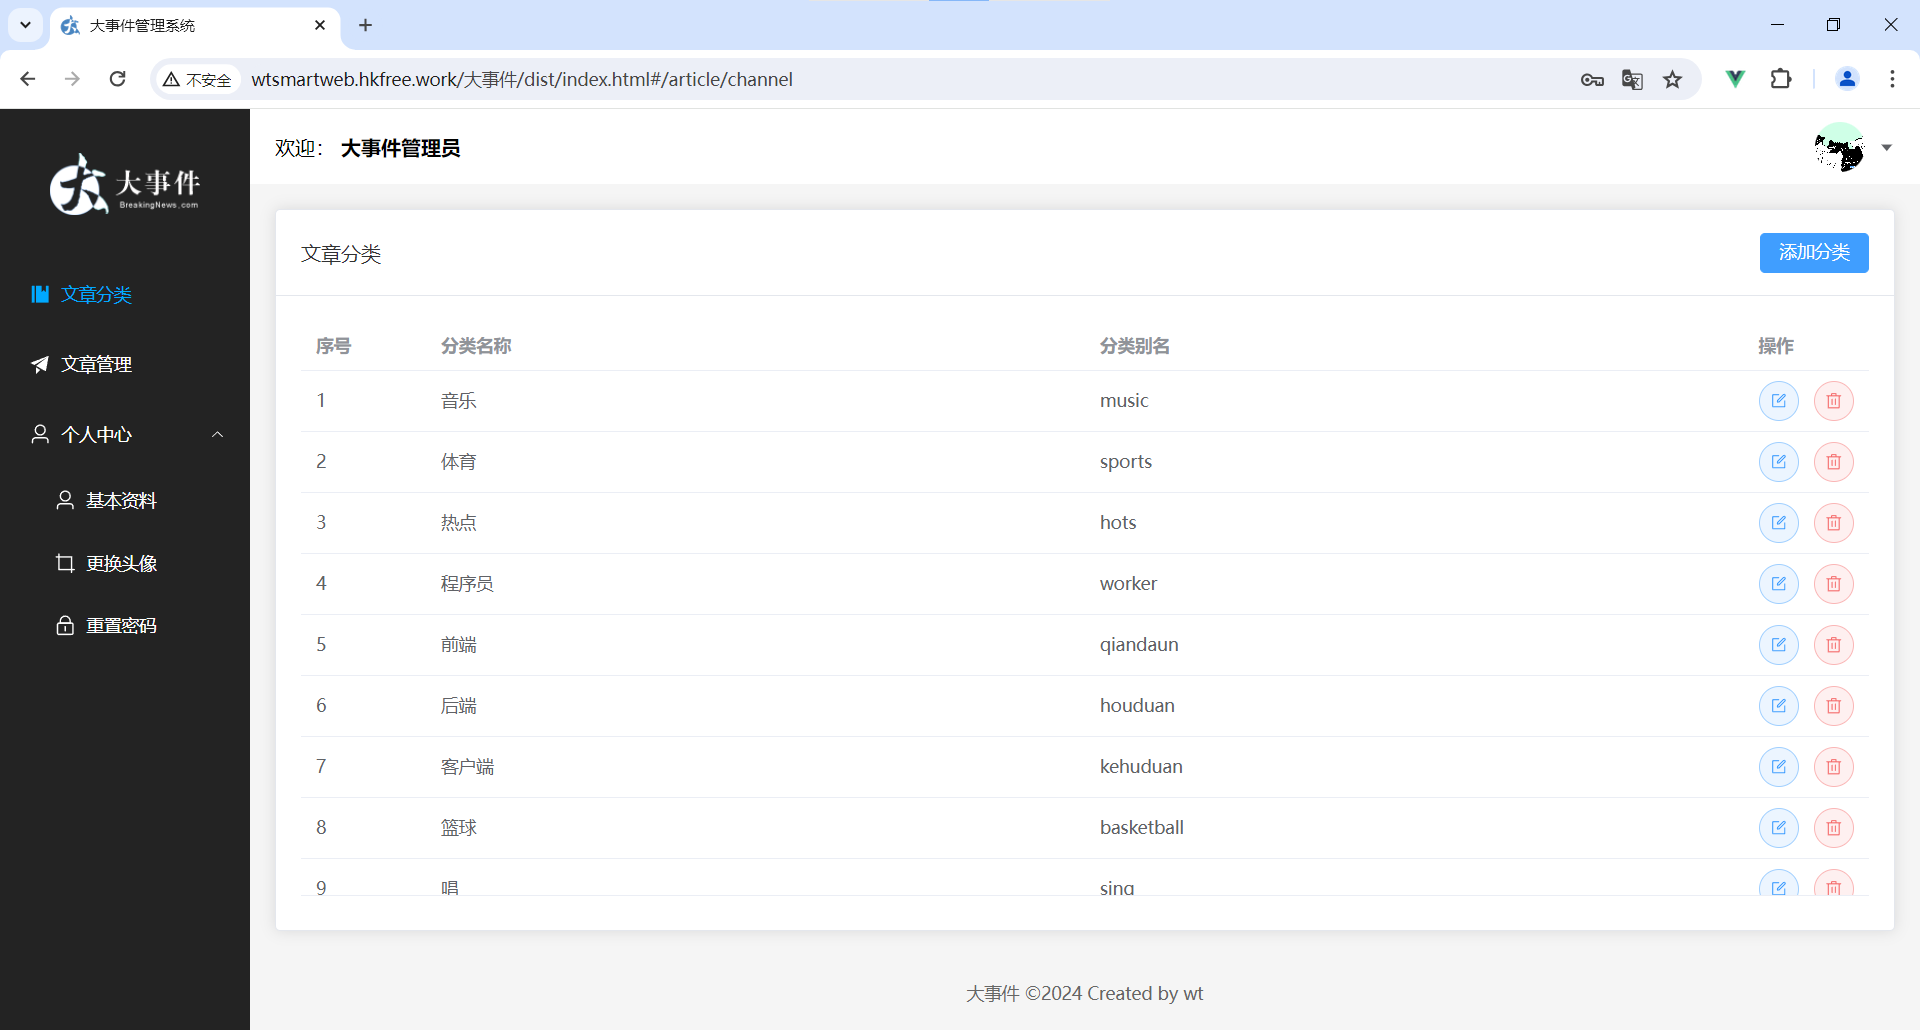 大事件管理系统
不安全
wtsmartweb.hkfree.work/大事件/dist/index.html#/article/channel
大事件
BreakingNews.com
欢迎： 大事件管理员
文章分类
文章管理
个人中心
基本资料
更换头像
重置密码
文章分类
添加分类
序号 分类名称 分类别名 操作
1 音乐 music
2 体育 sports
3 热点 hots
4 程序员 worker
5 前端 qiandaun
6 后端 houduan
7 客户端 kehuduan
8 篮球 basketball
9 唱 sing
大事件 ©2024 Created by wt